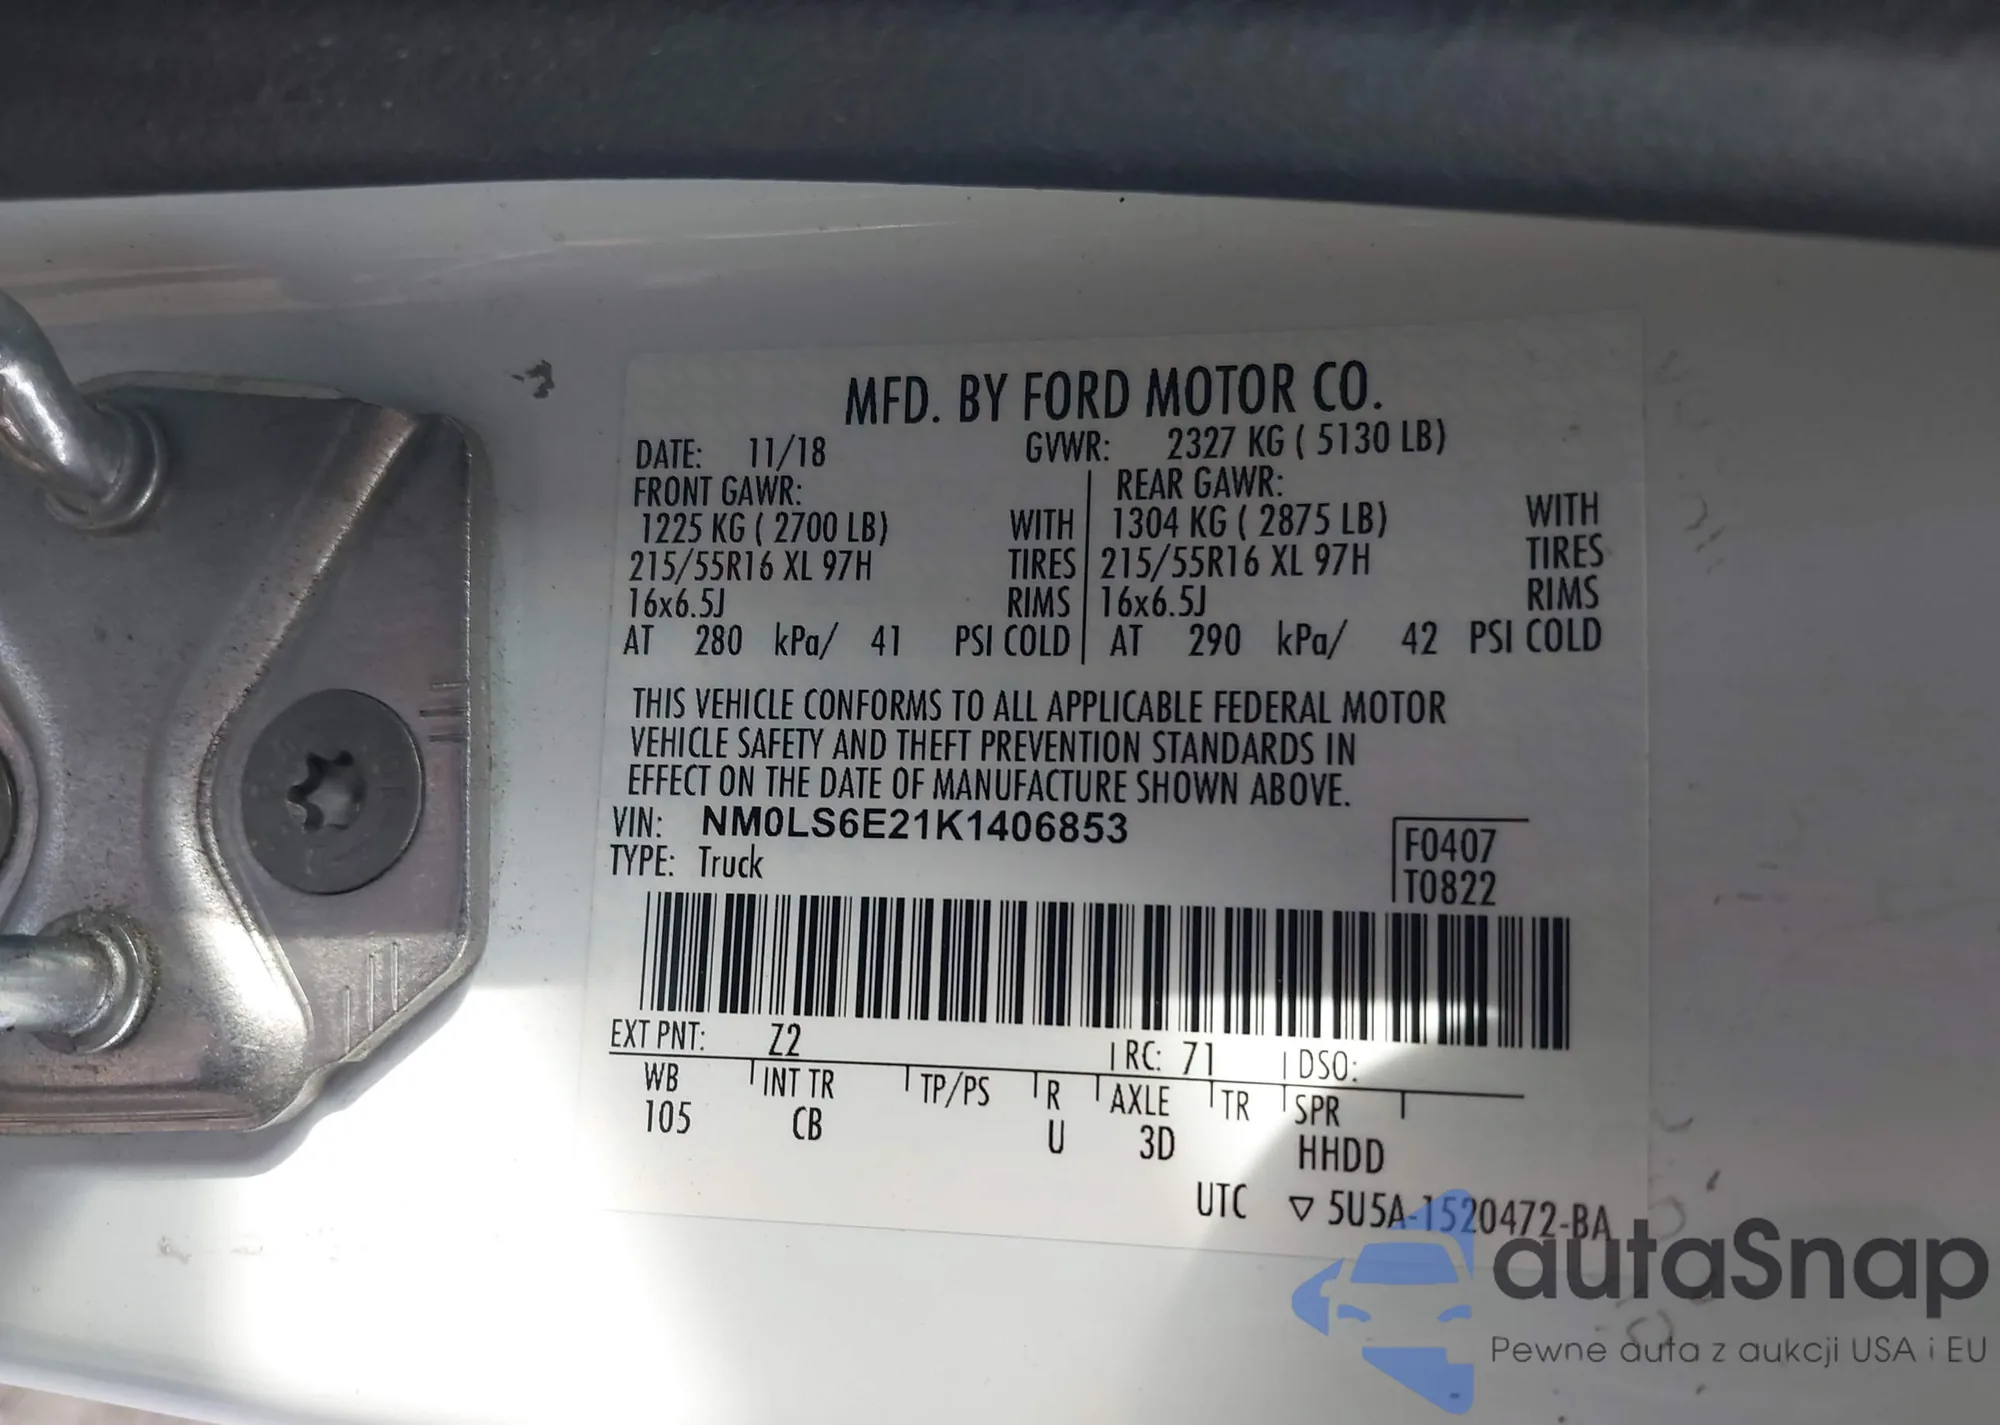 MFD. BY FORD MOTOR CO.
DATE: 11/18 GVWR: 2327 KG ( 5130 LB)
FRONT GAWR: REAR GAWR:
1225 KG ( 2700 LB) WITH 1304 KG ( 2875 LB) WITH
215/55R16 XL 97H TIRES 215/55R16 XL 97H TIRES
16x6.5J RIMS 16x6.5J RIMS
AT 280 kPa/ 41 PSI COLD AT 290 kPa/ 42 PSI COLD
THIS VEHICLE CONFORMS TO ALL APPLICABLE FEDERAL MOTOR
VEHICLE SAFETY AND THEFT PREVENTION STANDARDS IN
EFFECT ON THE DATE OF MANUFACTURE SHOWN ABOVE.
VIN: NM0LS6E21K1406853 F0407
TYPE: Truck T0822
EXT PNT: Z2 RC: 71 DSO:
WB INT TR TP/PS R AXLE TR SPR
105 CB U 3D HHDD
UTC ▽ 5U5A-1520472-BA
autaSnap
Pewne auta z aukcji USA i EU